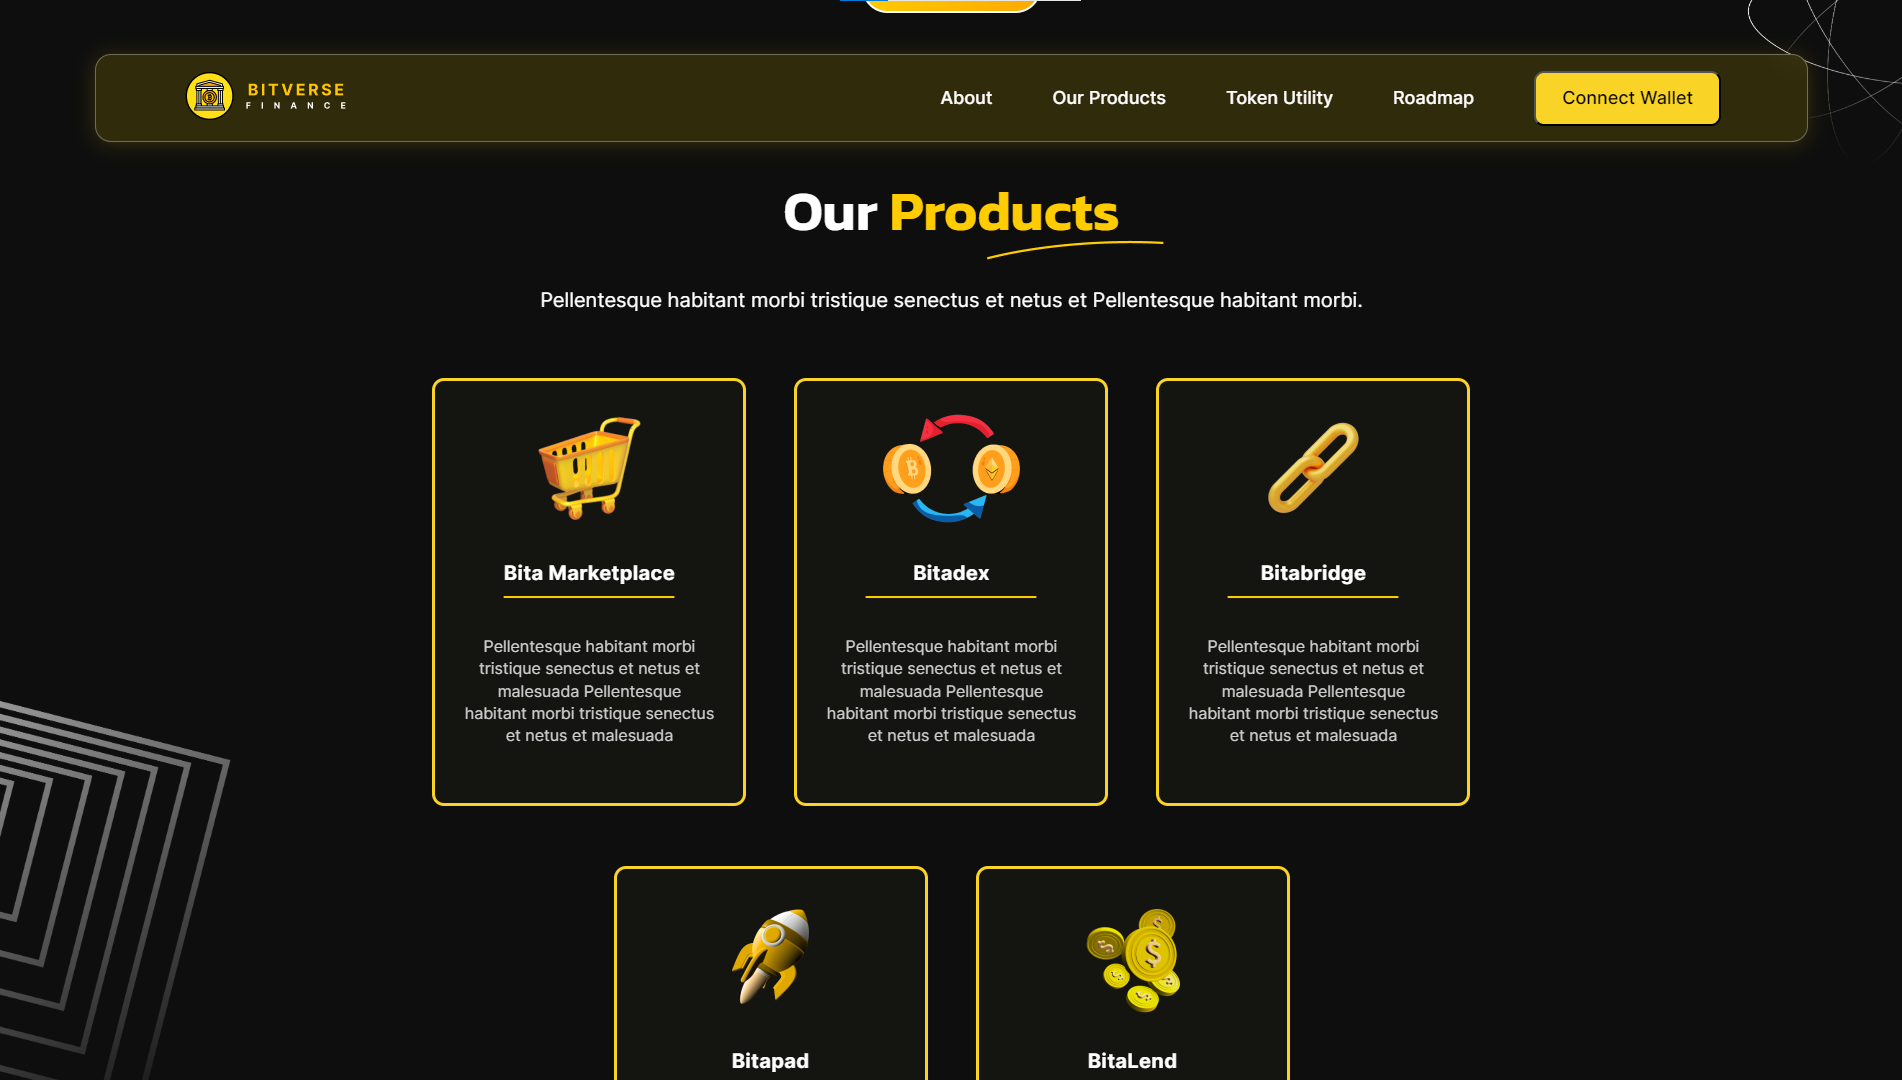 BITVERSE
FINANCE
About
Our Products
Token Utility
Roadmap
Connect Wallet
Our Products
Pellentesque habitant morbi tristique senectus et netus et Pellentesque habitant morbi.
Bita Marketplace
Pellentesque habitant morbi
tristique senectus et netus et
malesuada Pellentesque
habitant morbi tristique senectus
et netus et malesuada
Bitadex
Pellentesque habitant morbi
tristique senectus et netus et
malesuada Pellentesque
habitant morbi tristique senectus
et netus et malesuada
Bitabridge
Pellentesque habitant morbi
tristique senectus et netus et
malesuada Pellentesque
habitant morbi tristique senectus
et netus et malesuada
Bitapad
BitaLend